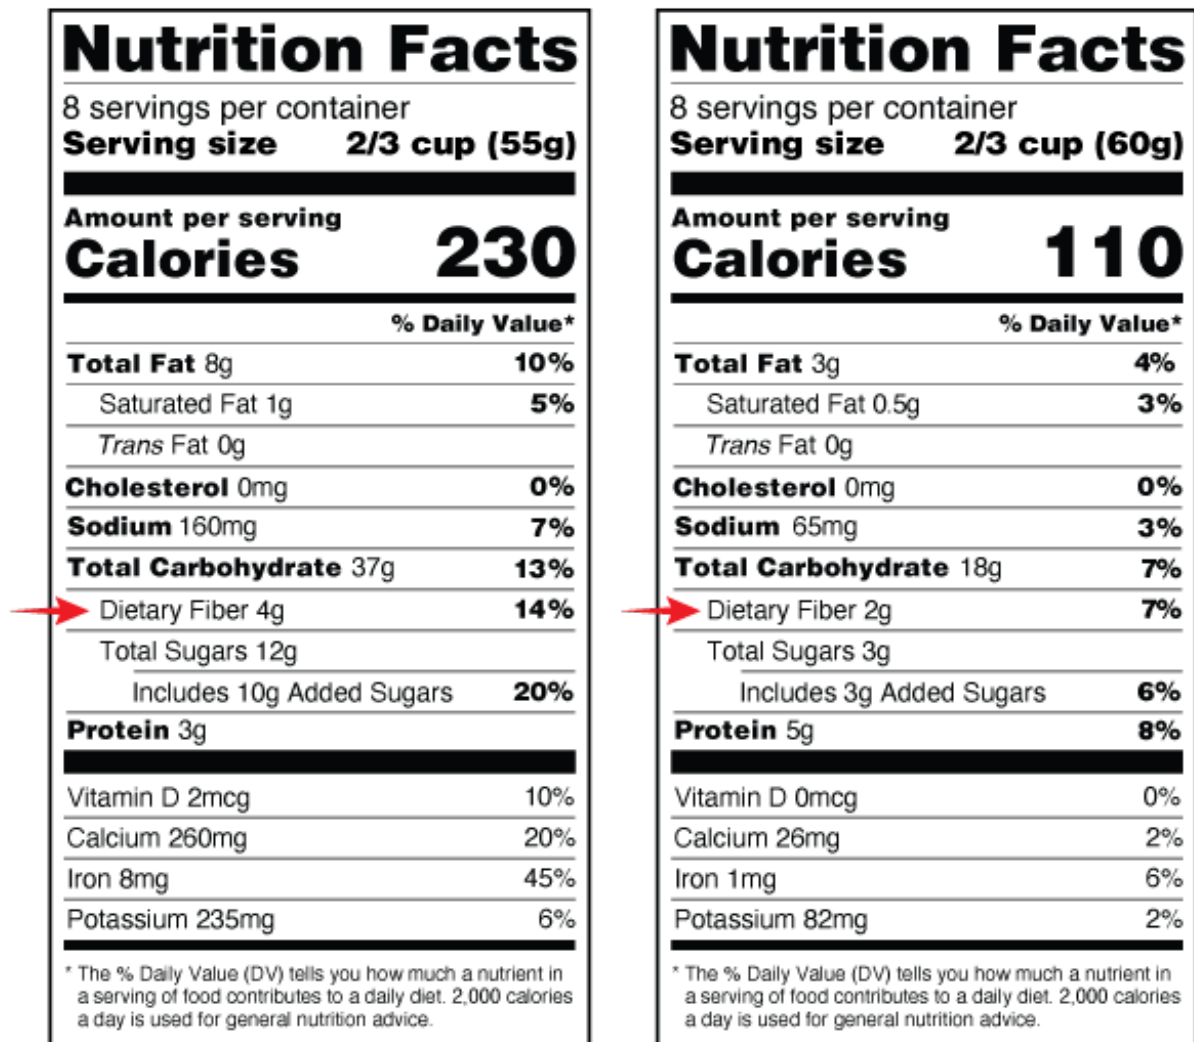 Nutrition Facts
8 servings per container
Serving size 2/3 cup (55g)
Amount per serving
Calories 230
% Daily Value*
Total Fat 8g 10%
Saturated Fat 1g 5%
Trans Fat 0g
Cholesterol 0mg 0%
Sodium 160mg 7%
Total Carbohydrate 37g 13%
Dietary Fiber 4g 14%
Total Sugars 12g
Includes 10g Added Sugars 20%
Protein 3g
Vitamin D 2mcg 10%
Calcium 260mg 20%
Iron 8mg 45%
Potassium 235mg 6%
* The % Daily Value (DV) tells you how much a nutrient in
a serving of food contributes to a daily diet. 2,000 calories
a day is used for general nutrition advice.
Nutrition Facts
8 servings per container
Serving size 2/3 cup (60g)
Amount per serving
Calories 110
% Daily Value*
Total Fat 3g 4%
Saturated Fat 0.5g 3%
Trans Fat 0g
Cholesterol 0mg 0%
Sodium 65mg 3%
Total Carbohydrate 18g 7%
Dietary Fiber 2g 7%
Total Sugars 3g
Includes 3g Added Sugars 6%
Protein 5g 8%
Vitamin D 0mcg 0%
Calcium 26mg 2%
Iron 1mg 6%
Potassium 82mg 2%
* The % Daily Value (DV) tells you how much a nutrient in
a serving of food contributes to a daily diet. 2,000 calories
a day is used for general nutrition advice.